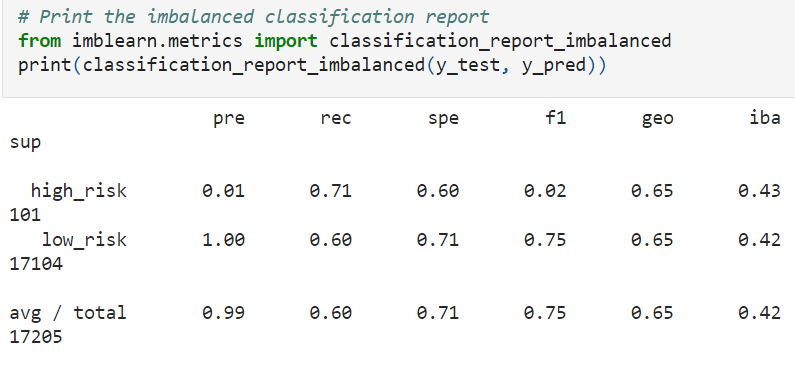 # Print the imbalanced classification report
from imblearn.metrics import classification_report_imbalanced
print(classification_report_imbalanced(y_test, y_pred))
pre rec spe f1 geo iba
sup
high_risk 0.01 0.71 0.60 0.02 0.65 0.43
101
low_risk 1.00 0.60 0.71 0.75 0.65 0.42
17104
avg / total 0.99 0.60 0.71 0.75 0.65 0.42
17205